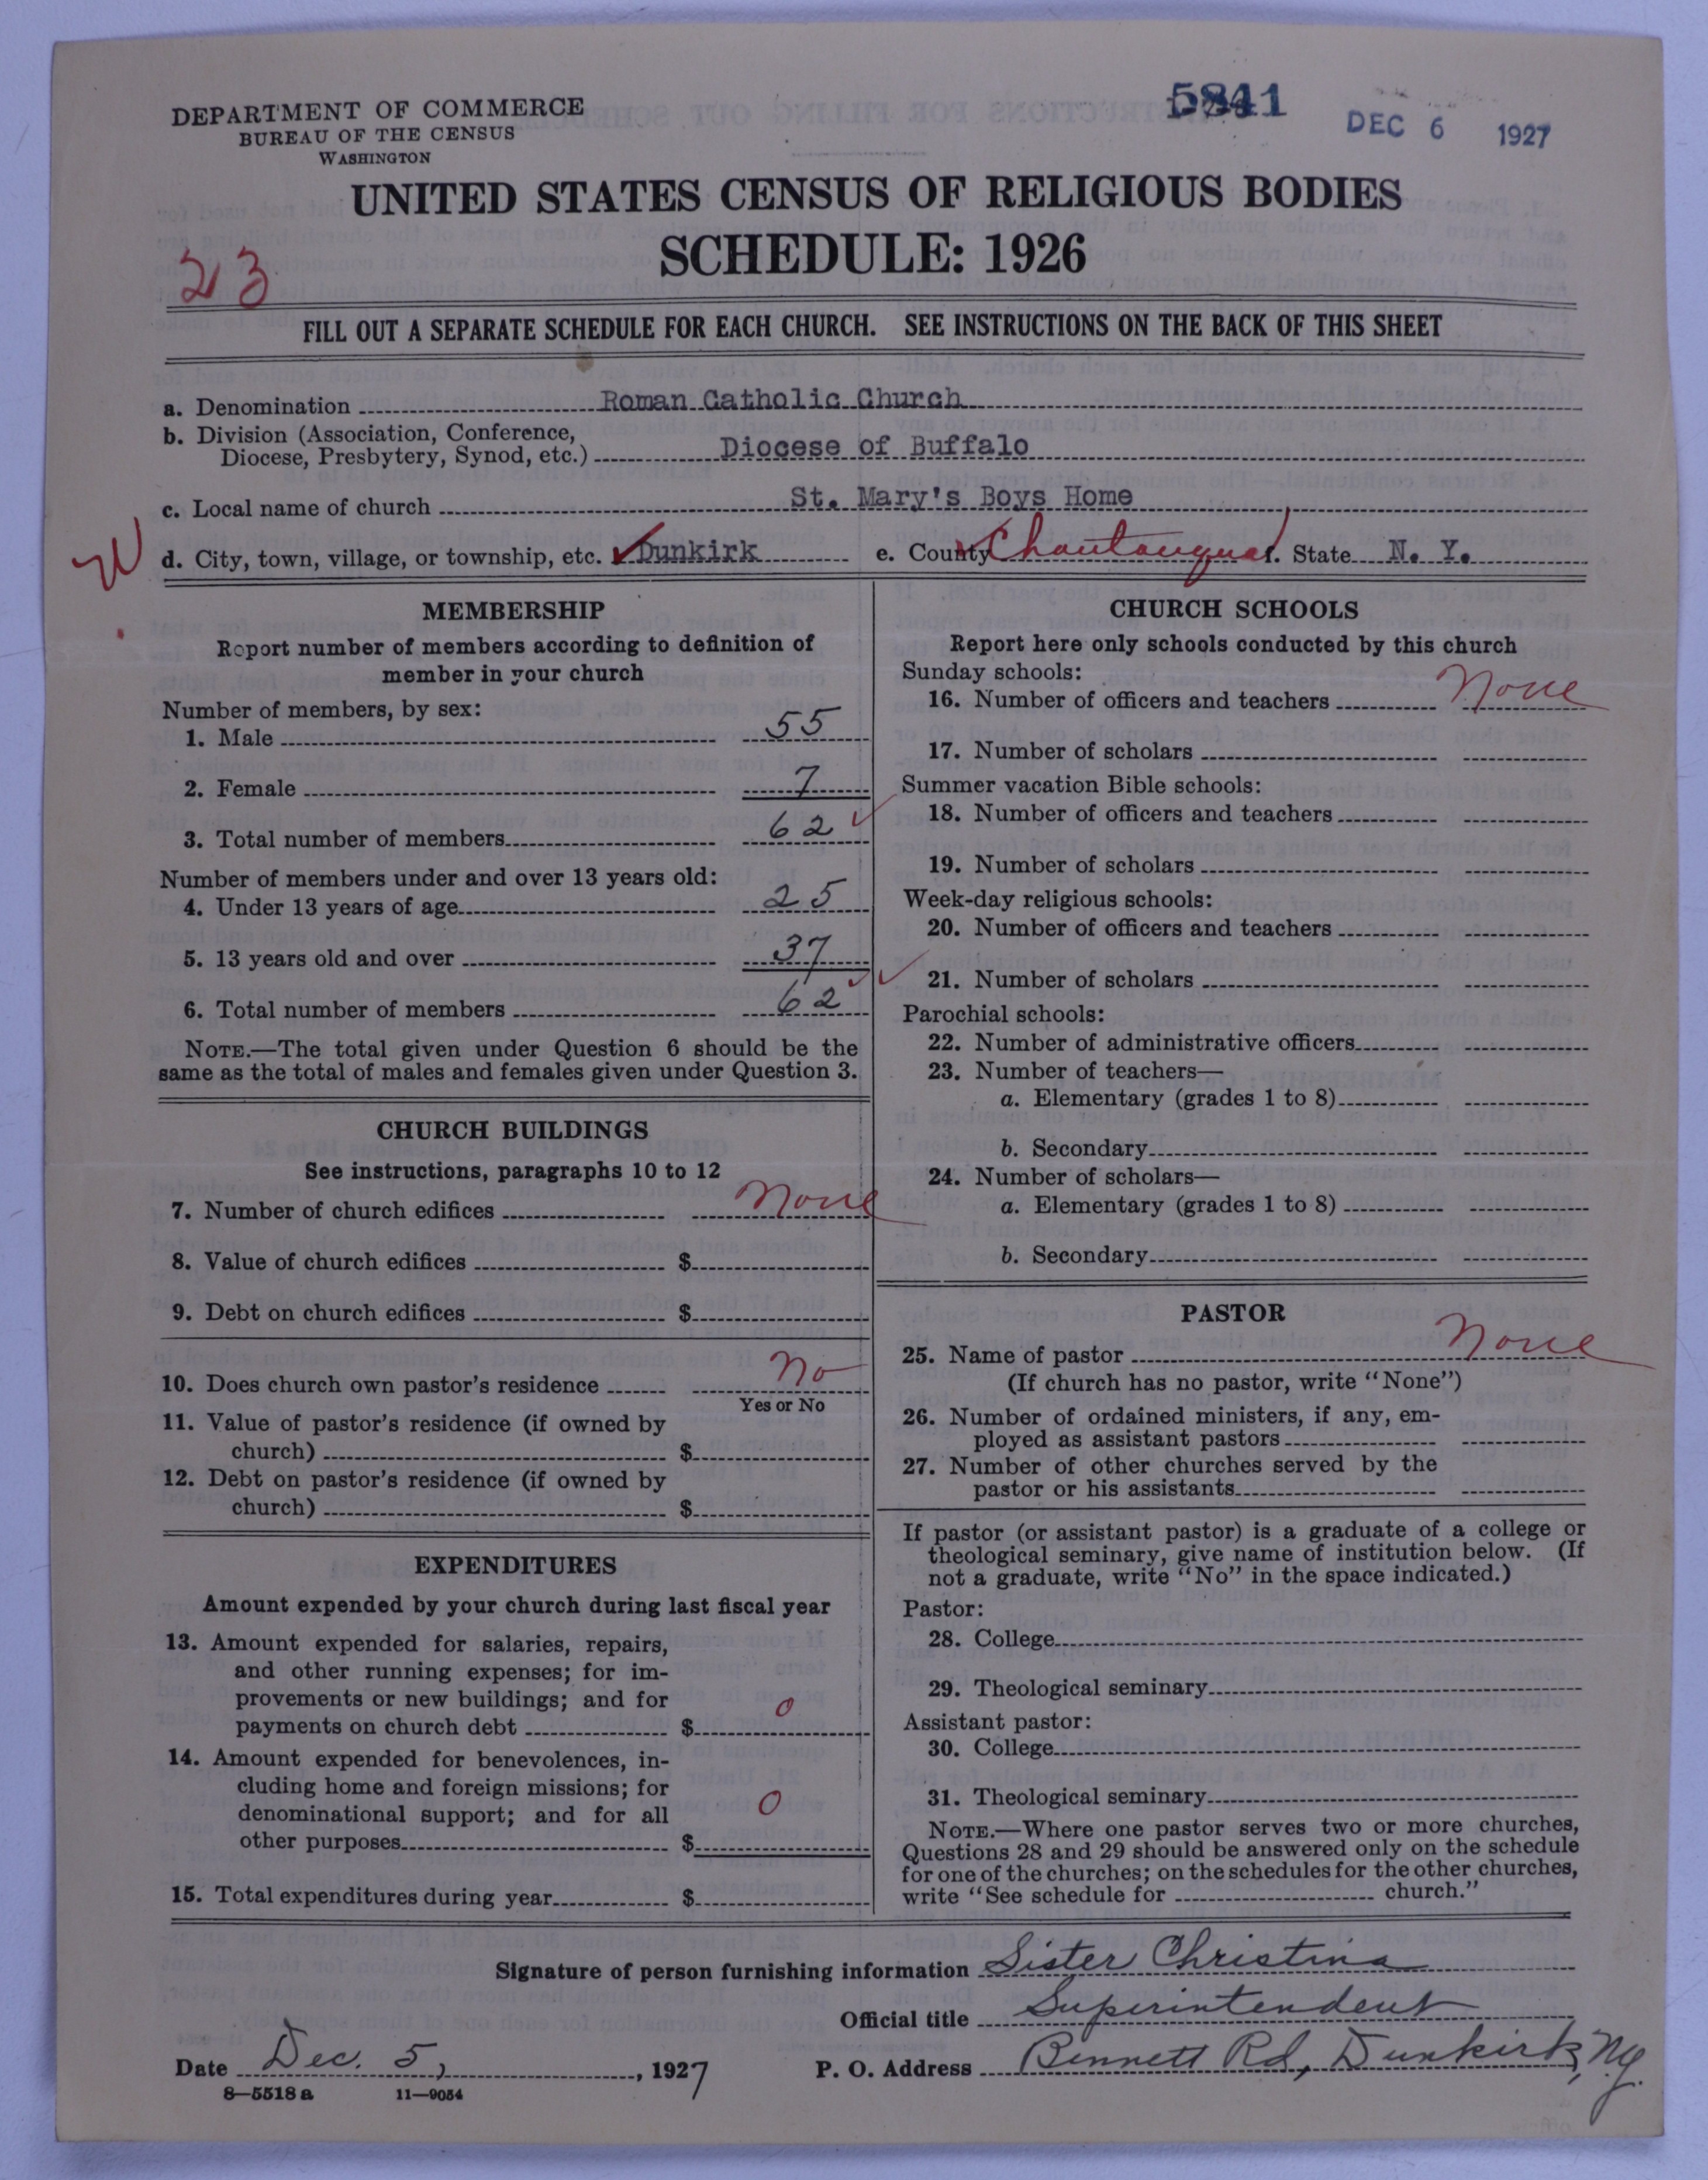 DEPARTMENT OF COMMERCE
BUREAU OF THE CENSUS
WASHINGTON
5841
DEC 6 1927
UNITED STATES CENSUS OF RELIGIOUS BODIES
SCHEDULE: 1926
23
FILL OUT A SEPARATE SCHEDULE FOR EACH CHURCH. SEE INSTRUCTIONS ON THE BACK OF THIS SHEET
a. Denomination Roman Catholic Church
b. Division (Association, Conference,
Diocese, Presbytery, Synod, etc.) Diocese of Buffalo
c. Local name of church St. Mary's Boys Home
d. City, town, village, or township, etc. Dunkirk e. County Chautauqua f. State N. Y.
MEMBERSHIP
Report number of members according to definition of
member in your church
Number of members, by sex:
1. Male 55
2. Female 7
3. Total number of members 62
Number of members under and over 13 years old:
4. Under 13 years of age 25
5. 13 years old and over 37
6. Total number of members 62
NOTE.—The total given under Question 6 should be the
same as the total of males and females given under Question 3.
CHURCH BUILDINGS
See instructions, paragraphs 10 to 12
7. Number of church edifices None
8. Value of church edifices $
9. Debt on church edifices $
10. Does church own pastor's residence No
Yes or No
11. Value of pastor's residence (if owned by
church) $
12. Debt on pastor's residence (if owned by
church) $
EXPENDITURES
Amount expended by your church during last fiscal year
13. Amount expended for salaries, repairs,
and other running expenses; for im-
provements or new buildings; and for
payments on church debt $ 0
14. Amount expended for benevolences, in-
cluding home and foreign missions; for
denominational support; and for all
other purposes $ 0
15. Total expenditures during year $
CHURCH SCHOOLS
Report here only schools conducted by this church
Sunday schools:
16. Number of officers and teachers None
17. Number of scholars
Summer vacation Bible schools:
18. Number of officers and teachers
19. Number of scholars
Week-day religious schools:
20. Number of officers and teachers
21. Number of scholars
Parochial schools:
22. Number of administrative officers
23. Number of teachers—
a. Elementary (grades 1 to 8)
b. Secondary
24. Number of scholars—
a. Elementary (grades 1 to 8)
b. Secondary
PASTOR
25. Name of pastor None
(If church has no pastor, write "None")
26. Number of ordained ministers, if any, em-
ployed as assistant pastors
27. Number of other churches served by the
pastor or his assistants
If pastor (or assistant pastor) is a graduate of a college or
theological seminary, give name of institution below. (If
not a graduate, write "No" in the space indicated.)
Pastor:
28. College
29. Theological seminary
Assistant pastor:
30. College
31. Theological seminary
NOTE.—Where one pastor serves two or more churches,
Questions 28 and 29 should be answered only on the schedule
for one of the churches; on the schedules for the other churches,
write "See schedule for church."
Signature of person furnishing information Sister Christina
Official title Superintendent
Date Dec. 5, 1927 P. O. Address Bennett Rd, Dunkirk, N.Y.
8—5518 a 11—9054